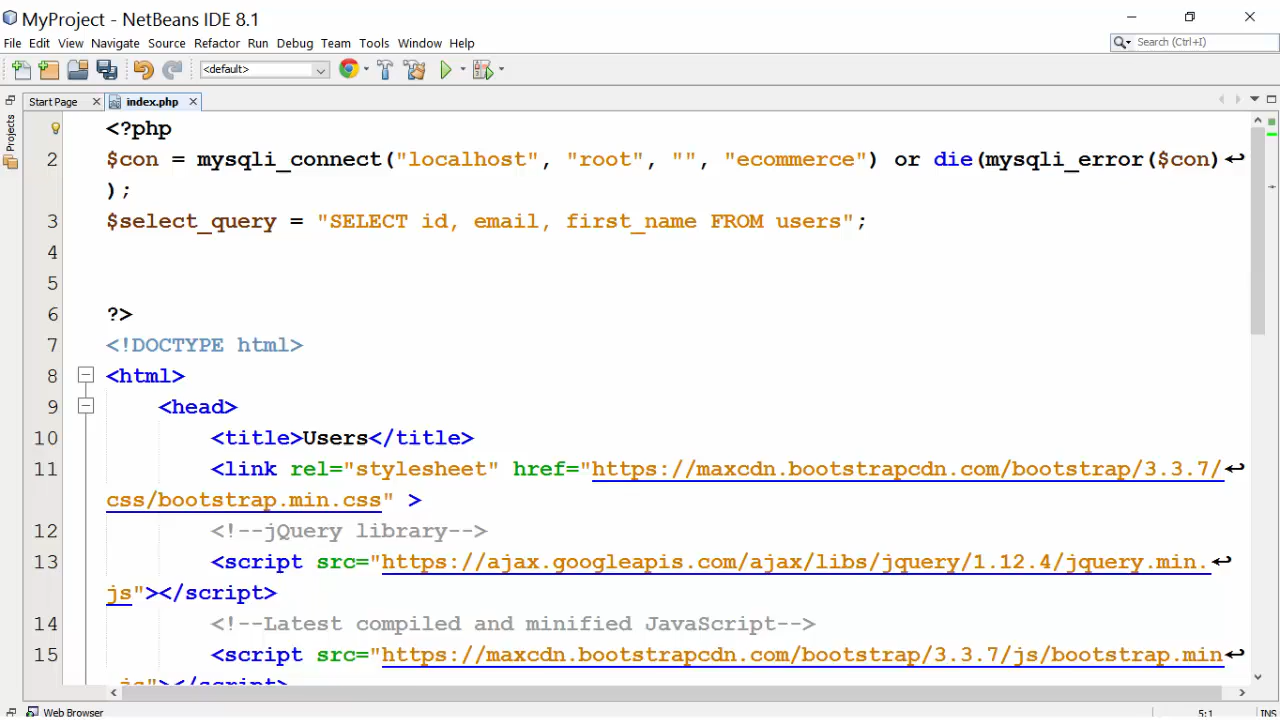 MyProject - NetBeans IDE 8.1
File Edit View Navigate Source Refactor Run Debug Team Tools Window Help
Search (Ctrl+I)
<default>
Start Page index.php
Projects
<?php
2 $con = mysqli_connect("localhost", "root", "", "ecommerce") or die(mysqli_error($con)
);
3 $select_query = "SELECT id, email, first_name FROM users";
4
5
6 ?>
7 <!DOCTYPE html>
8 <html>
9 <head>
10 <title>Users</title>
11 <link rel="stylesheet" href="https://maxcdn.bootstrapcdn.com/bootstrap/3.3.7/
css/bootstrap.min.css" >
12 <!--jQuery library-->
13 <script src="https://ajax.googleapis.com/ajax/libs/jquery/1.12.4/jquery.min.
js"></script>
14 <!--Latest compiled and minified JavaScript-->
15 <script src="https://maxcdn.bootstrapcdn.com/bootstrap/3.3.7/js/bootstrap.min
.js"></script>
Web Browser
5:1 INS